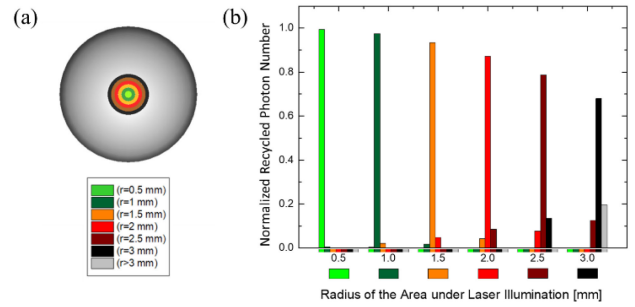 (a)
(r=0.5 mm)
(r=1 mm)
(r=1.5 mm)
(r=2 mm)
(r=2.5 mm)
(r=3 mm)
(r>3 mm)
(b)
Normalized Recycled Photon Number
1.0
0.8
0.6
0.4
0.2
0.0
0.5 1.0 1.5 2.0 2.5 3.0
Radius of the Area under Laser Illumination [mm]